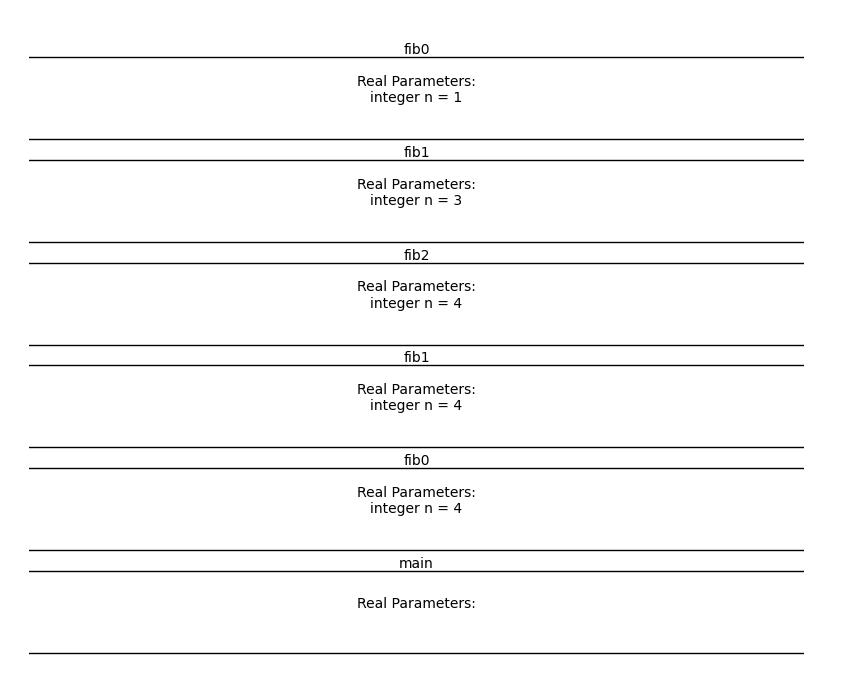 fib0
Real Parameters:
integer n = 1
fib1
Real Parameters:
integer n = 3
fib2
Real Parameters:
integer n = 4
fib1
Real Parameters:
integer n = 4
fib0
Real Parameters:
integer n = 4
main
Real Parameters: